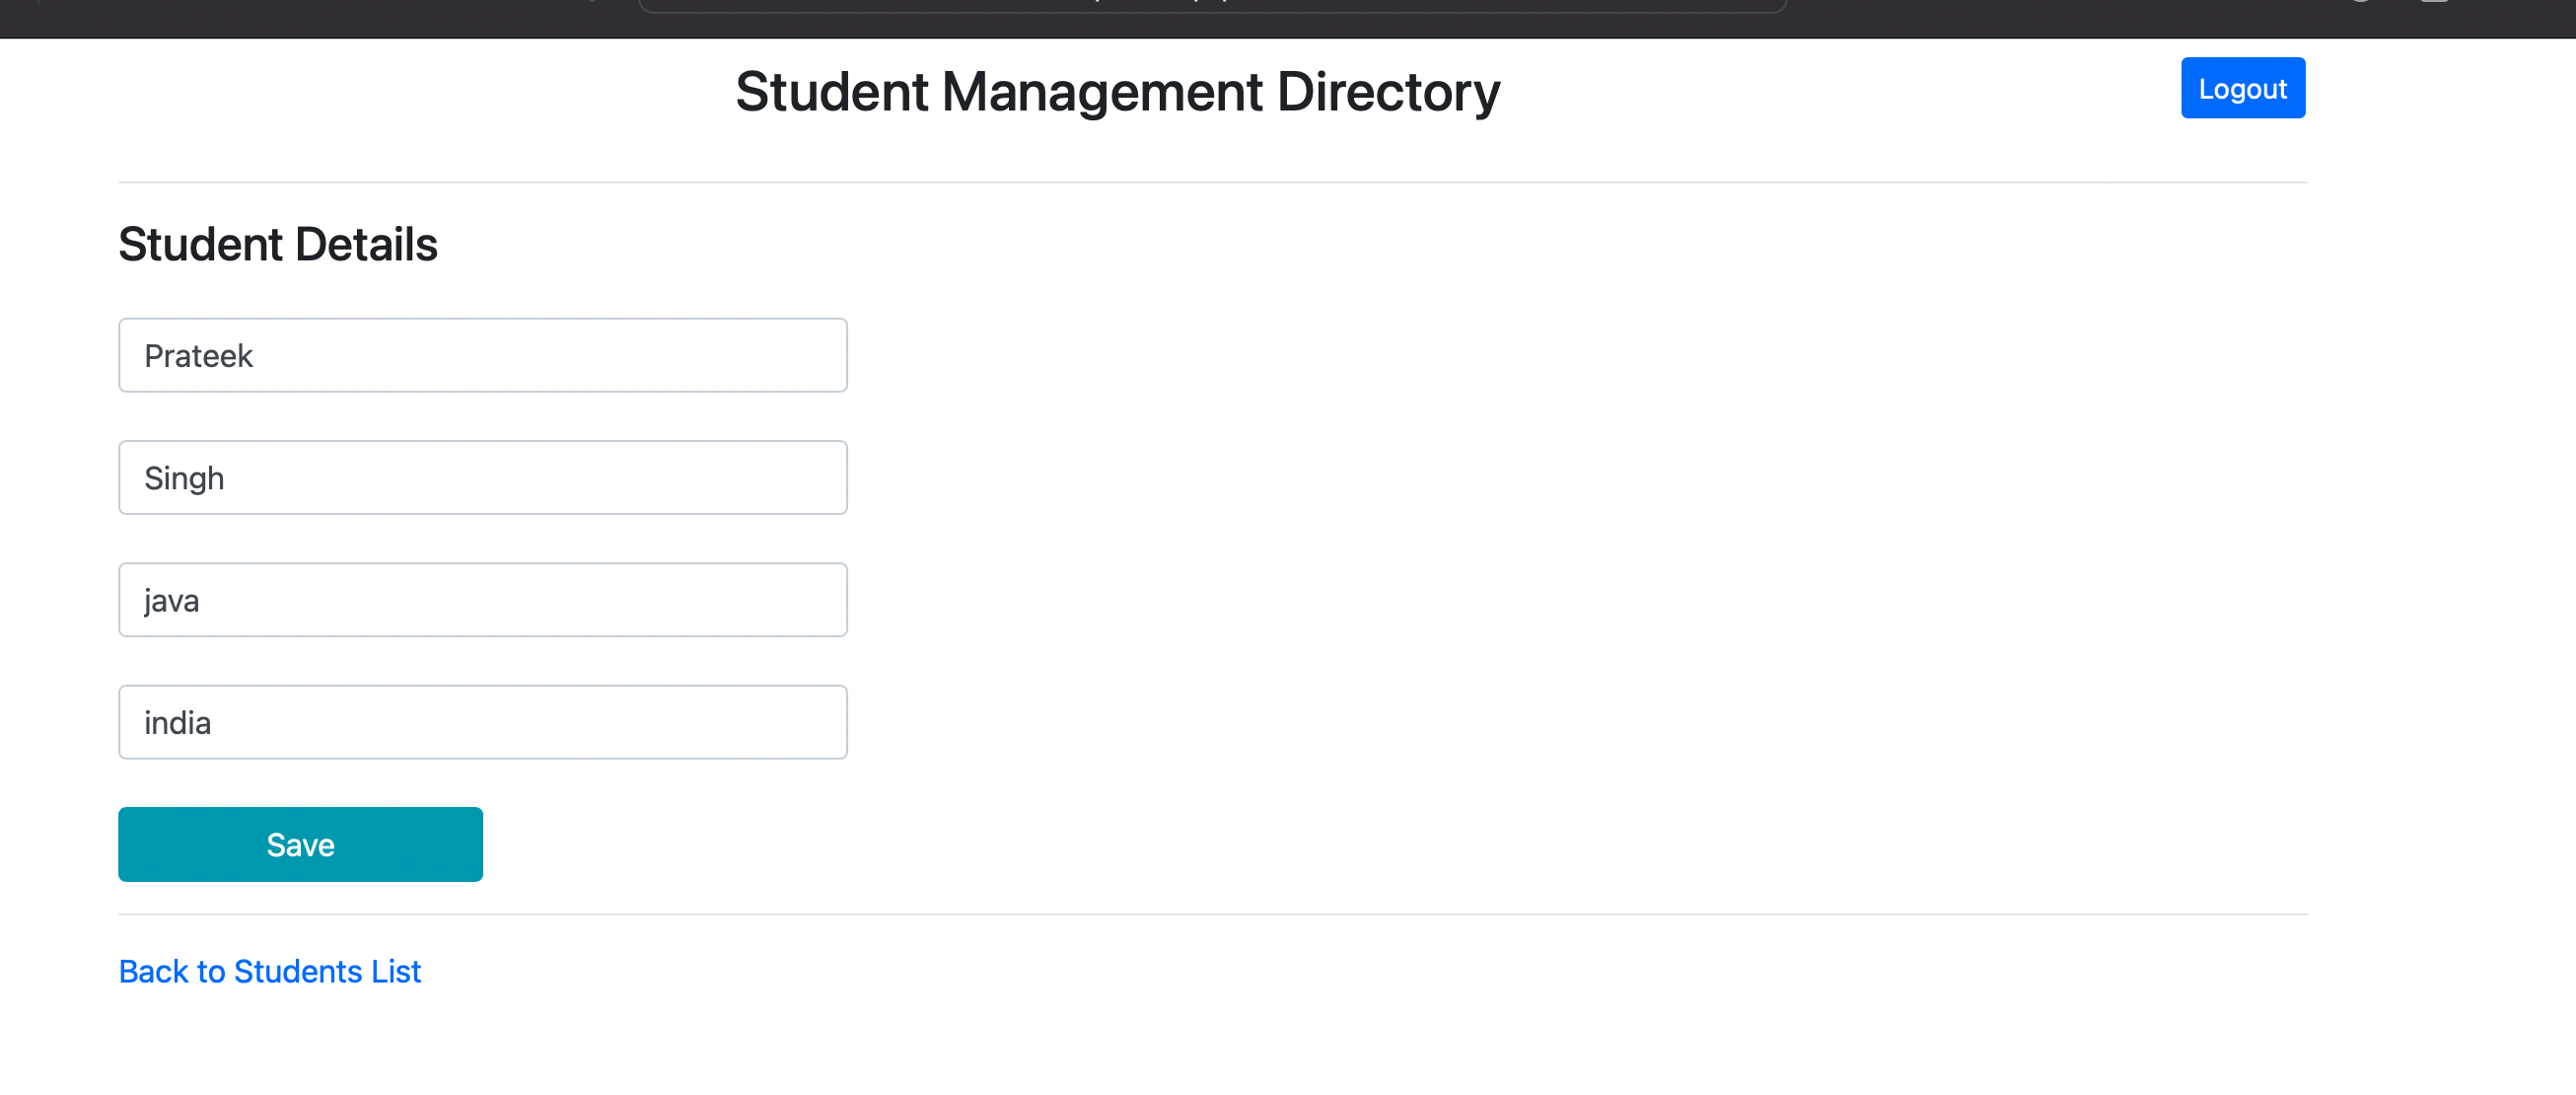 Student Management Directory
Logout
Student Details
Prateek
Singh
java
india
Save
Back to Students List